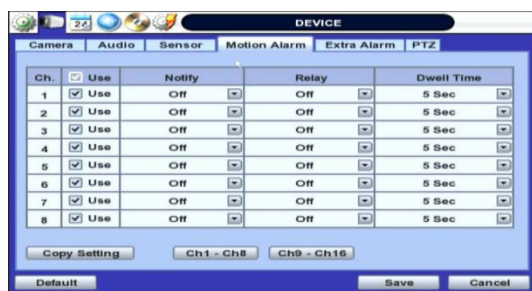 24
DEVICE
Camera Audio Sensor Motion Alarm Extra Alarm PTZ
Ch. Use Notify Relay Dwell Time
1 Use Off Off 5 Sec
2 Use Off Off 5 Sec
3 Use Off Off 5 Sec
4 Use Off Off 5 Sec
5 Use Off Off 5 Sec
6 Use Off Off 5 Sec
7 Use Off Off 5 Sec
8 Use Off Off 5 Sec
Copy Setting Ch1 - Ch8 Ch9 - Ch16
Default Save Cancel